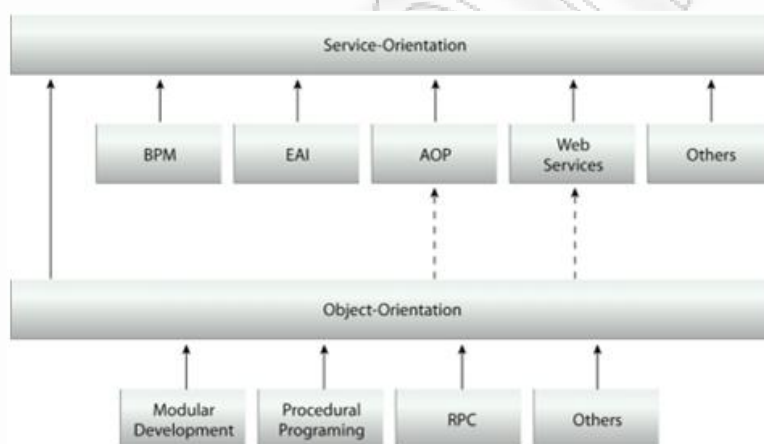 Service-Orientation
BPM
EAI
AOP
Web
Services
Others
Object-Orientation
Modular
Development
Procedural
Programing
RPC
Others